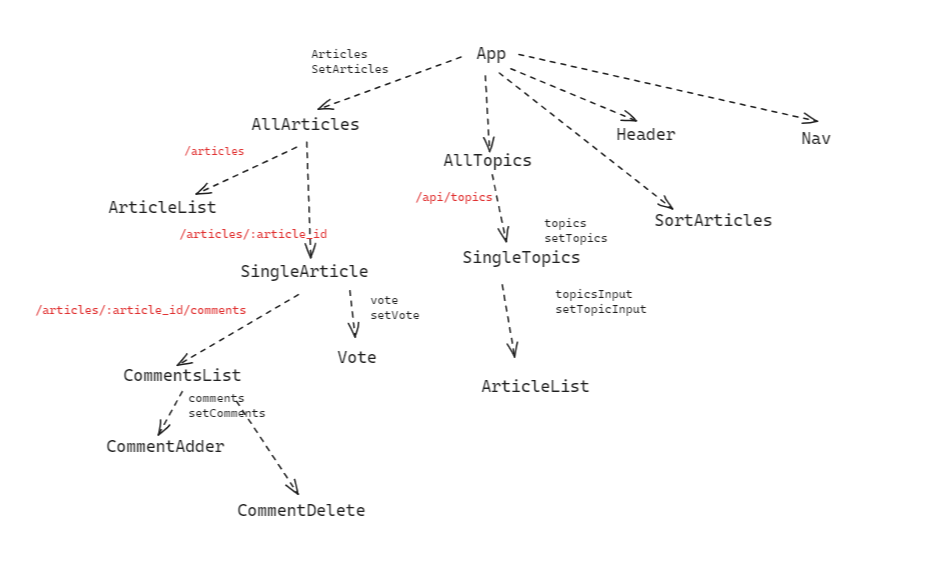 App
Articles
SetArticles
AllArticles
Header
Nav
/articles
AllTopics
/api/topics
ArticleList
SortArticles
topics
setTopics
/articles/:article_id
SingleTopics
SingleArticle
topicsInput
setTopicInput
vote
setVote
/articles/:article_id/comments
Vote
CommentsList
ArticleList
comments
setComments
CommentAdder
CommentDelete